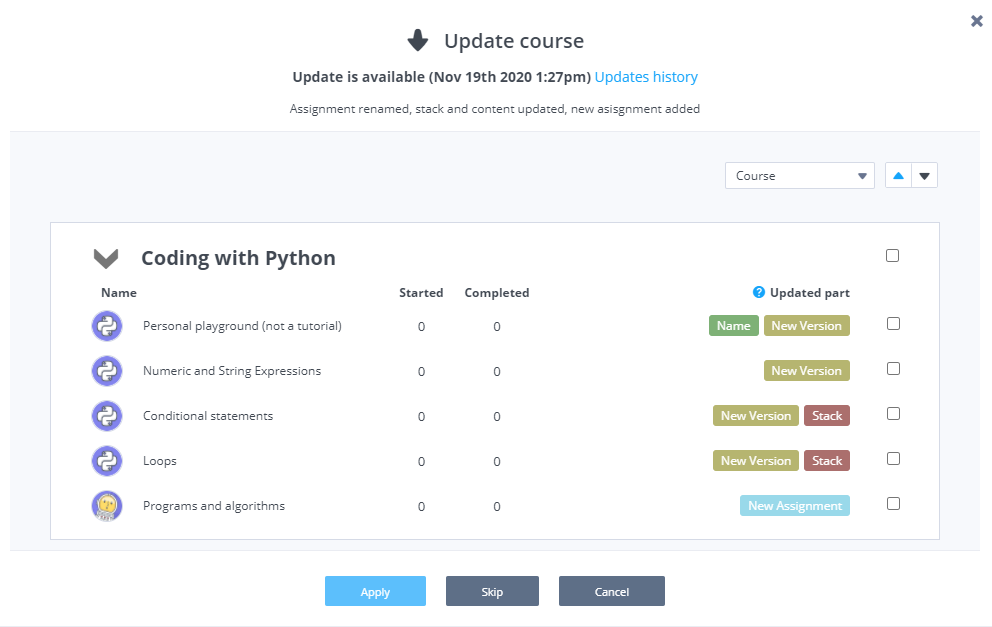 Update course
Update is available (Nov 19th 2020 1:27pm) Updates history
Assignment renamed, stack and content updated, new asisgnment added
Course
Coding with Python
Name Started Completed ? Updated part
Personal playground (not a tutorial) 0 0 Name New Version
Numeric and String Expressions 0 0 New Version
Conditional statements 0 0 New Version Stack
Loops 0 0 New Version Stack
Programs and algorithms 0 0 New Assignment
Apply Skip Cancel